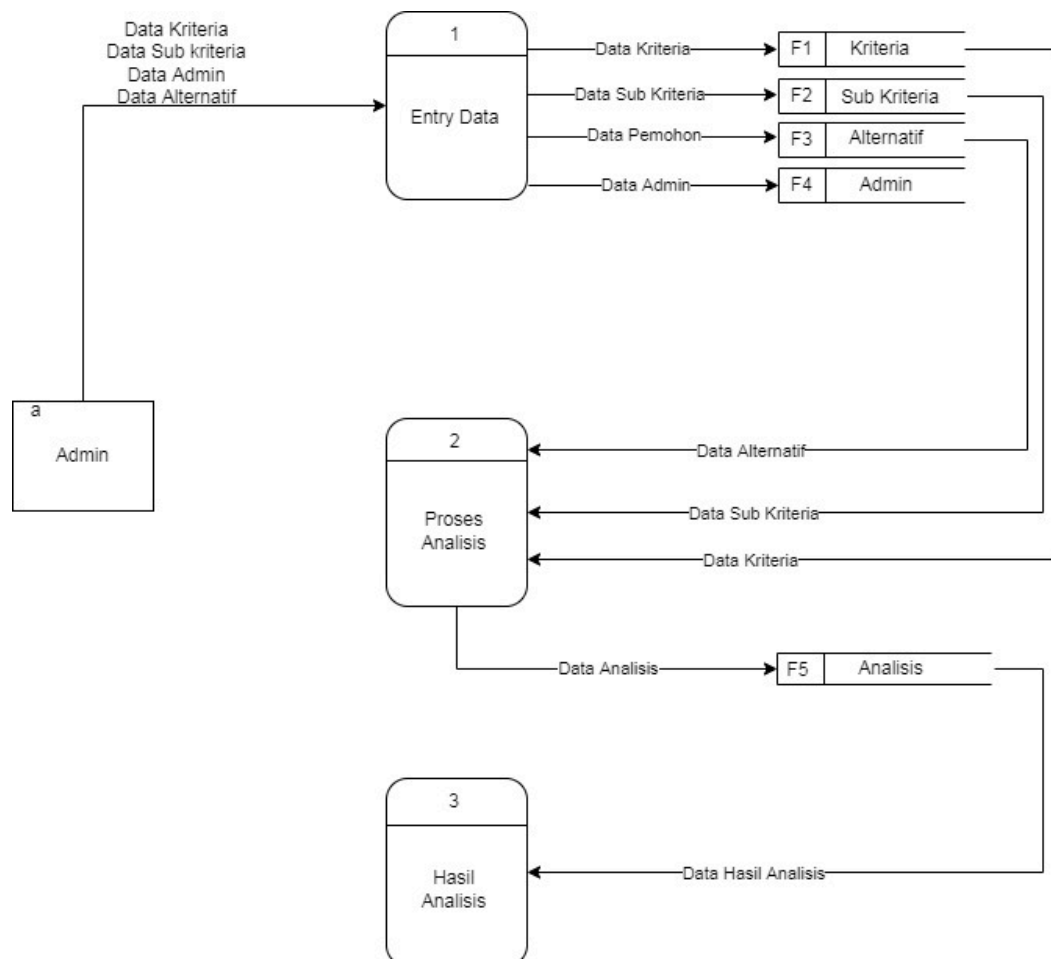 Data Kriteria
Data Sub kriteria
Data Admin
Data Alternatif
1
Entry Data
Data Kriteria
F1
Kriteria
Data Sub Kriteria
F2
Sub Kriteria
Data Pemohon
F3
Alternatif
Data Admin
F4
Admin
a
Admin
2
Proses
Analisis
Data Alternatif
Data Sub Kriteria
Data Kriteria
Data Analisis
F5
Analisis
3
Hasil
Analisis
Data Hasil Analisis